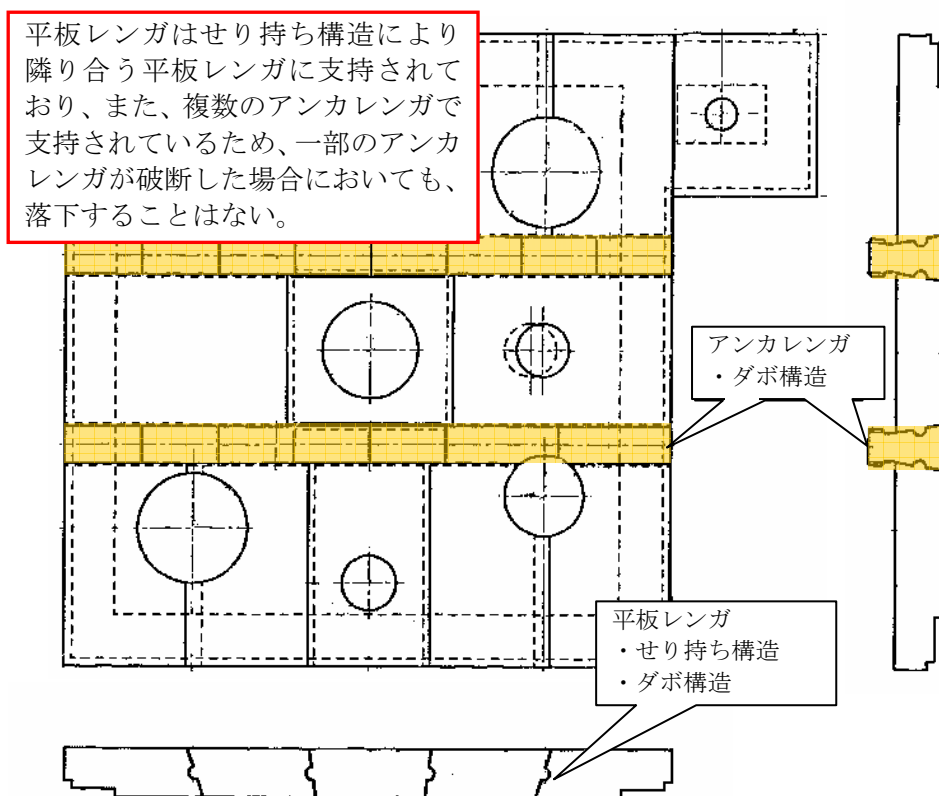 平板レンガはせり持ち構造により
隣り合う平板レンガに支持されて
おり、また、複数のアンカレンガで
支持されているため、一部のアンカ
レンガが破断した場合においても、
落下することはない。
アンカレンガ
・ダボ構造
平板レンガ
・せり持ち構造
・ダボ構造